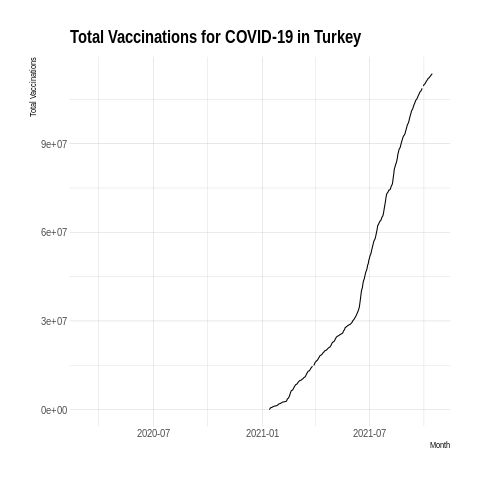 Total Vaccinations for COVID-19 in Turkey
Total Vaccinations
9e+07
6e+07
3e+07
0e+00
2020-07
2021-01
2021-07
Month